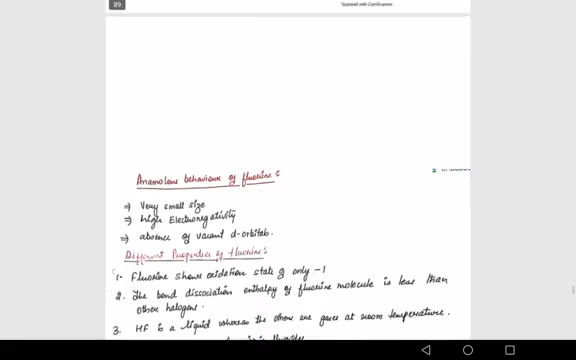 89
Scanned with CamScanner
Anamolous behaviour of fluorine:
⇒ Very small size
⇒ high Electronegativity
⇒ absence of vacant d-orbitals.
Different Properties of fluorine:
1. Fluorine shows oxidation state of only -1
2. The bond dissociation enthalpy of fluorine molecule is less than
other halogens.
3. HF is a liquid whereas the others are gases at room temperature.